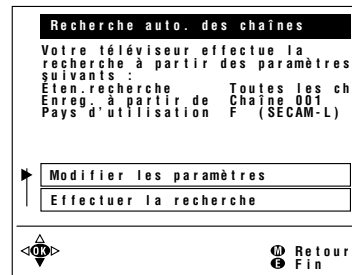 Recherche auto. des chaînes
Votre téléviseur effectue la
recherche à partir des paramètres
suivants :
Éten.recherche Toutes les ch
Enreg. à partir de Chaîne 001
Pays d'utilisation F (SECAM-L)
Modifier les paramètres
Effectuer la recherche
OK
M Retour
E Fin